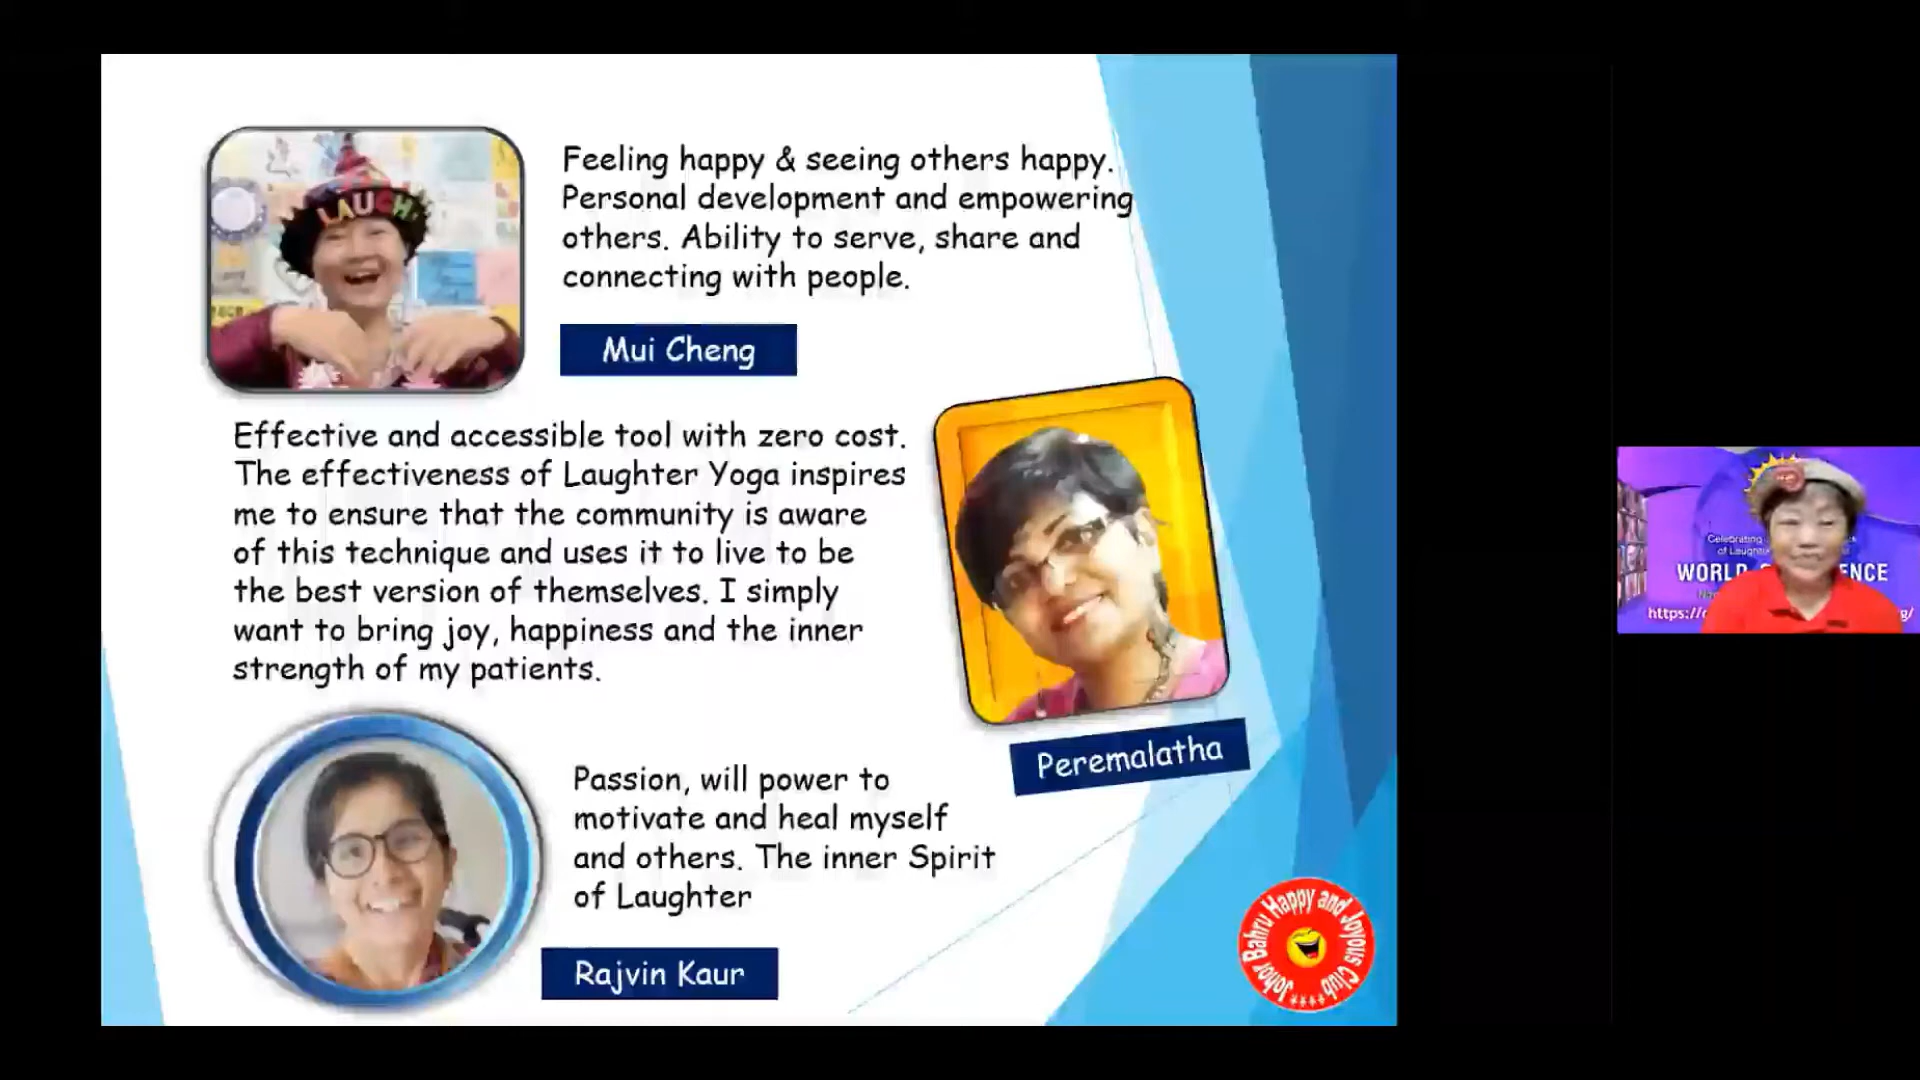 LAUGH
Feeling happy & seeing others happy.
Personal development and empowering
others. Ability to serve, share and
connecting with people.
Mui Cheng
Effective and accessible tool with zero cost.
The effectiveness of Laughter Yoga inspires
me to ensure that the community is aware
of this technique and uses it to live to be
the best version of themselves. I simply
want to bring joy, happiness and the inner
strength of my patients.
Peremalatha
Passion, will power to
motivate and heal myself
and others. The inner Spirit
of Laughter
Rajvin Kaur
Johor Bahru Happy and Joyous Club
Celebrating
of Laught
WORLD ENCE
https://